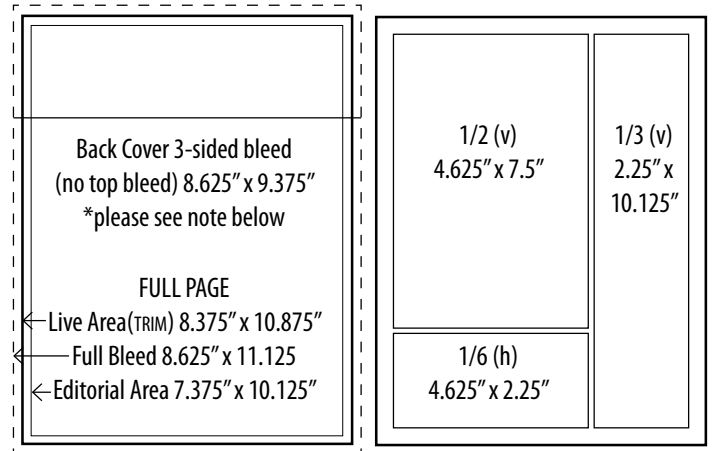 Back Cover 3-sided bleed
(no top bleed) 8.625” x 9.375”
*please see note below
FULL PAGE
Live Area(TRIM) 8.375” x 10.875”
Full Bleed 8.625” x 11.125
Editorial Area 7.375” x 10.125”
1/2 (v)
4.625” x 7.5”
1/3 (v)
2.25” x
10.125”
1/6 (h)
4.625” x 2.25”